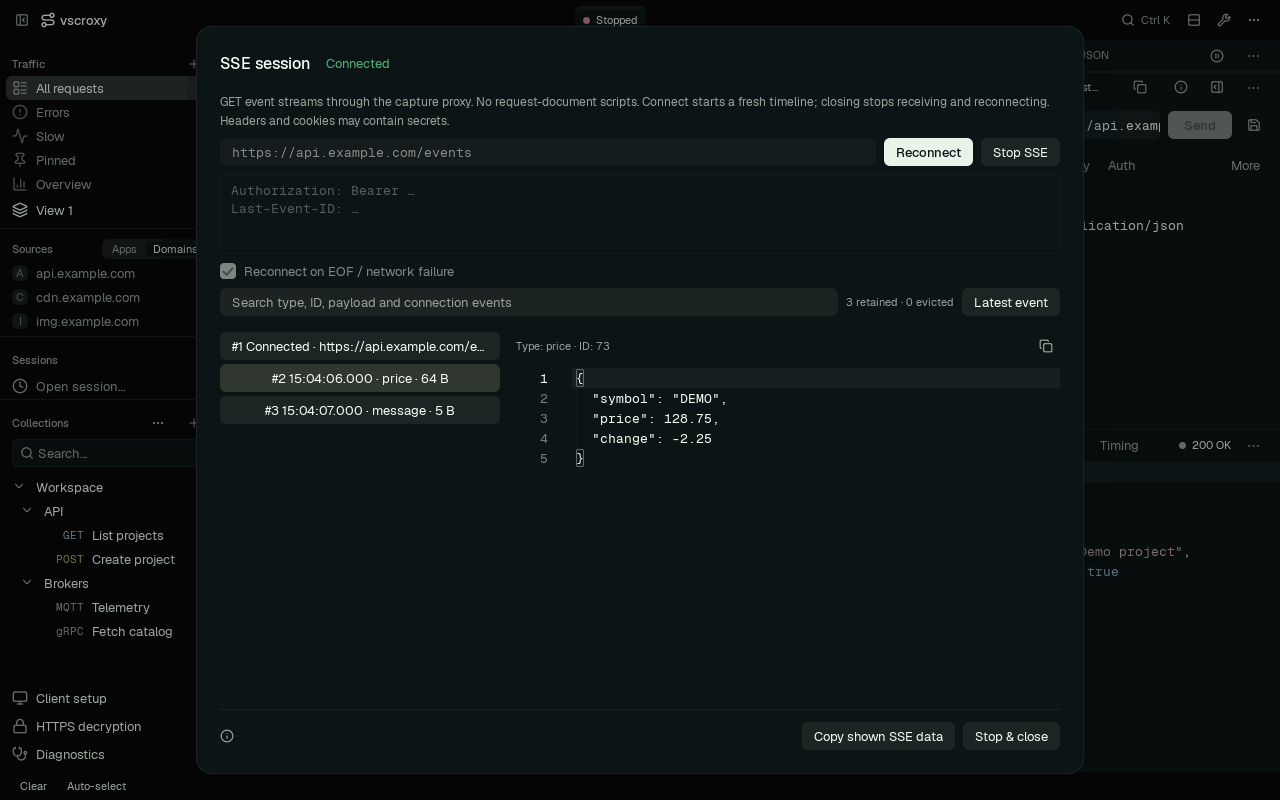 vscroxy
Stopped
Ctrl K
Traffic
All requests
Errors
Slow
Pinned
Overview
View 1
Sources
Apps
Domains
A api.example.com
C cdn.example.com
I img.example.com
Sessions
Open session…
Collections
Search…
Workspace
API
GET List projects
POST Create project
Brokers
MQTT Telemetry
gRPC Fetch catalog
Client setup
HTTPS decryption
Diagnostics
Clear
Auto-select
SSE session
Connected
GET event streams through the capture proxy. No request-document scripts. Connect starts a fresh timeline; closing stops receiving and reconnecting.
Headers and cookies may contain secrets.
https://api.example.com/events
Reconnect
Stop SSE
Authorization: Bearer …
Last-Event-ID: …
Reconnect on EOF / network failure
Search type, ID, payload and connection events
3 retained · 0 evicted
Latest event
#1 Connected · https://api.example.com/e…
#2 15:04:06.000 · price · 64 B
#3 15:04:07.000 · message · 5 B
Type: price · ID: 73
1 {
2 "symbol": "DEMO",
3 "price": 128.75,
4 "change": -2.25
5 }
Copy shown SSE data
Stop & close
JSON
st…
/api.examp
Send
y
Auth
More
lication/json
Timing
200 OK
Demo project",
true